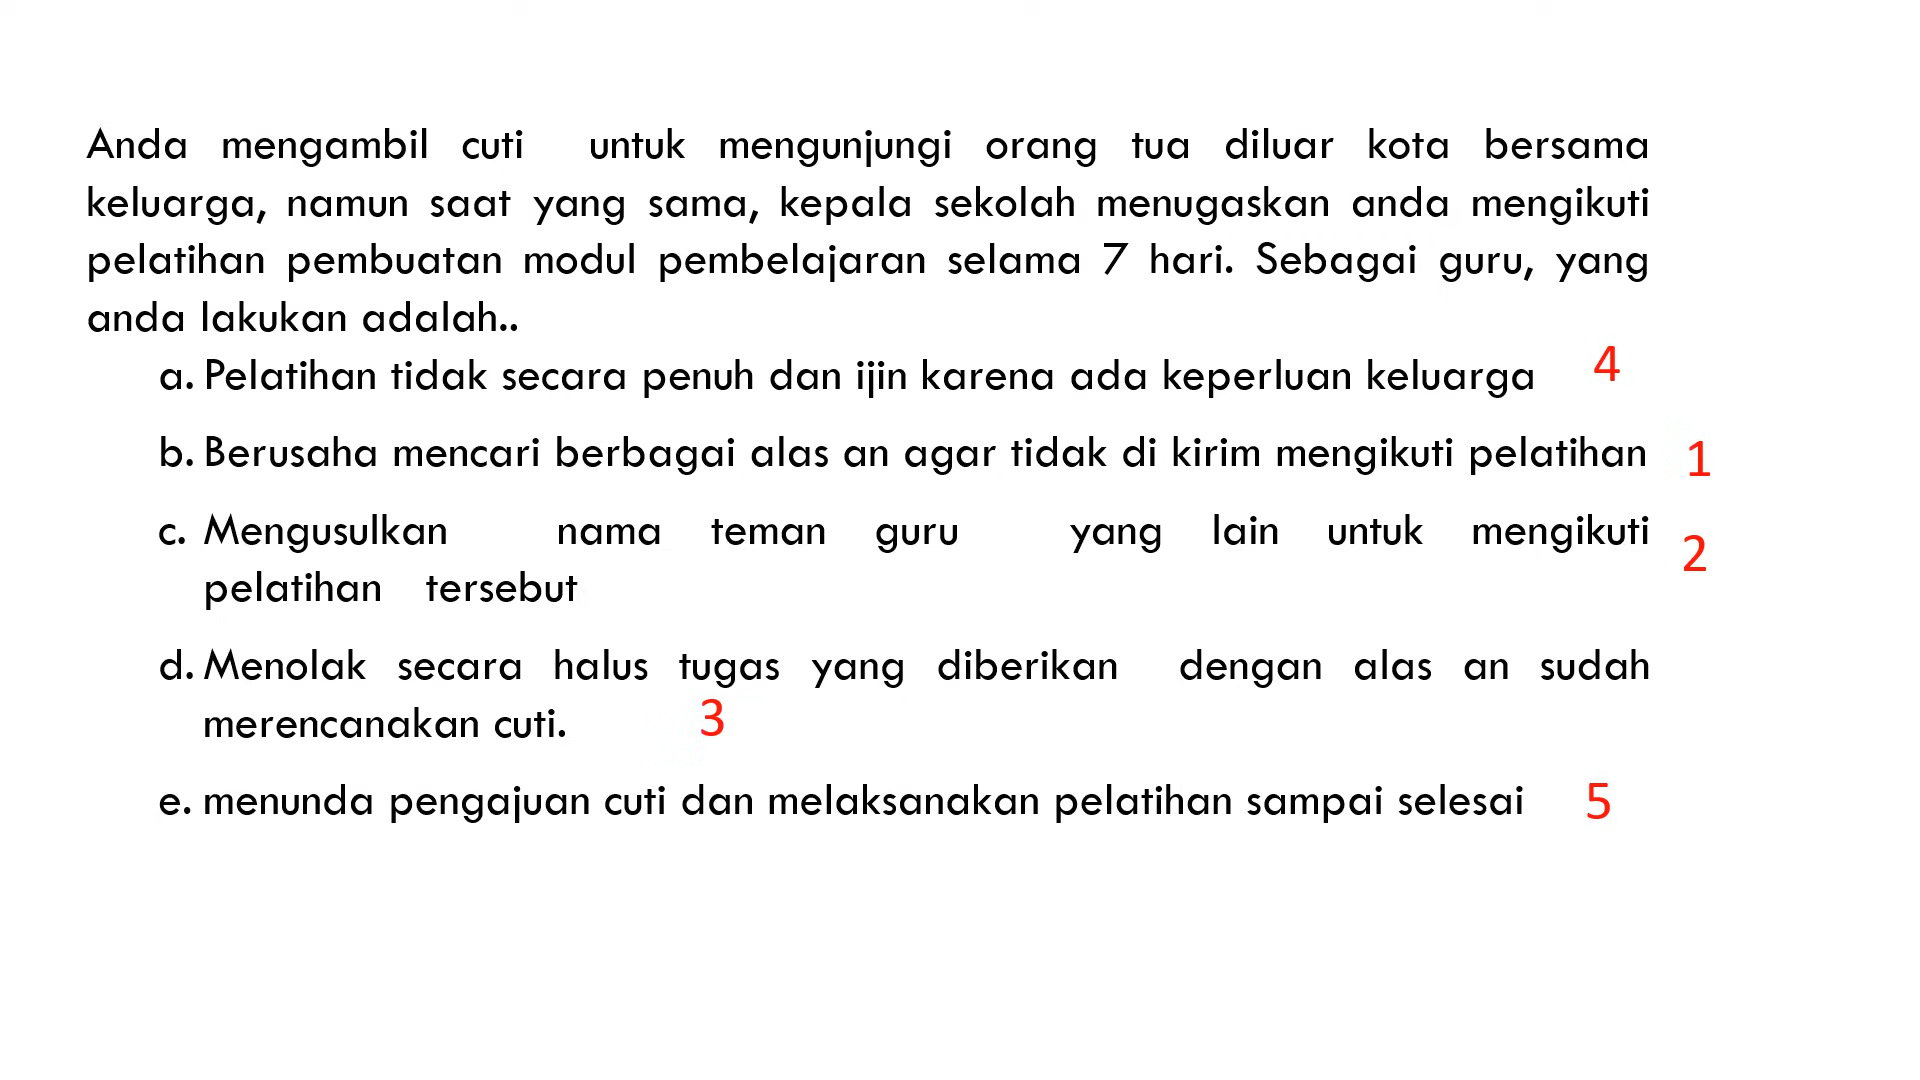 Anda mengambil cuti untuk mengunjungi orang tua diluar kota bersama
keluarga, namun saat yang sama, kepala sekolah menugaskan anda mengikuti
pelatihan pembuatan modul pembelajaran selama 7 hari. Sebagai guru, yang
anda lakukan adalah..
a. Pelatihan tidak secara penuh dan ijin karena ada keperluan keluarga 4
b. Berusaha mencari berbagai alas an agar tidak di kirim mengikuti pelatihan 1
c. Mengusulkan nama teman guru yang lain untuk mengikuti 2
pelatihan tersebut
d. Menolak secara halus tugas yang diberikan dengan alas an sudah
merencanakan cuti. 3
e. menunda pengajuan cuti dan melaksanakan pelatihan sampai selesai 5